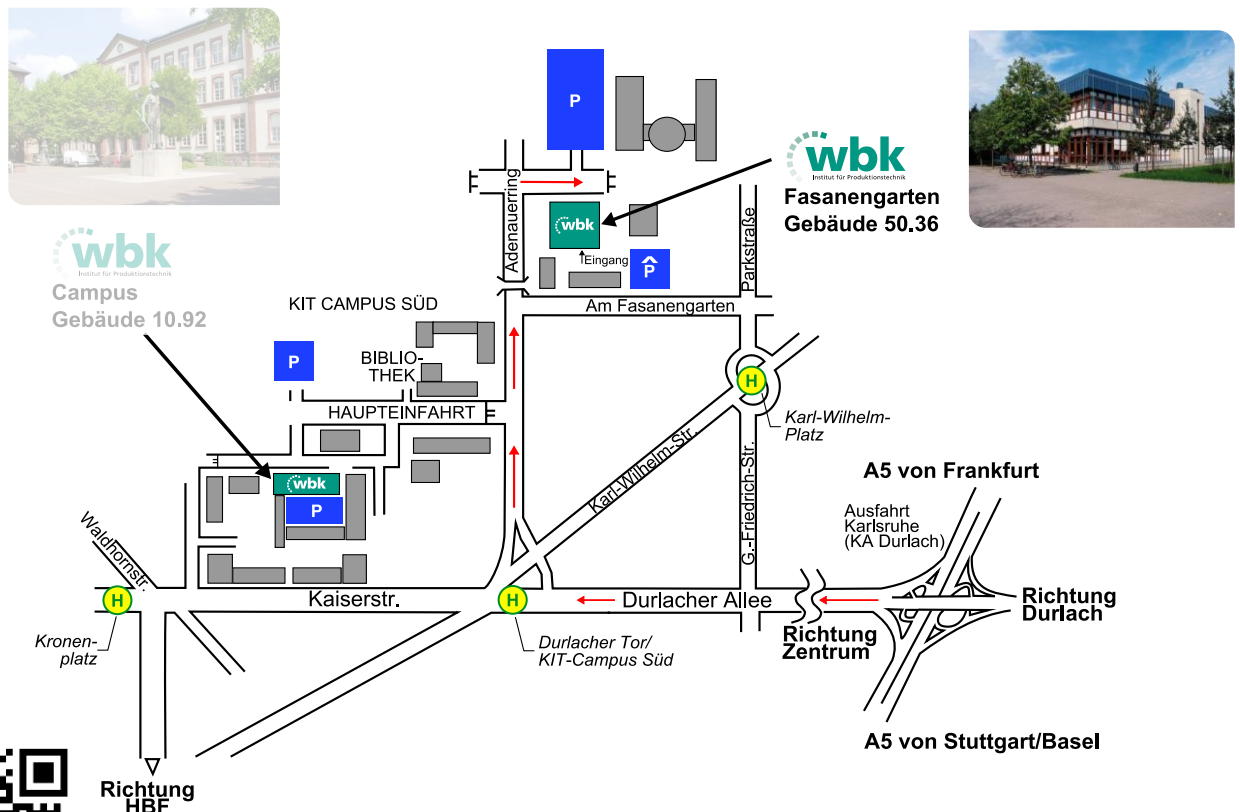 P
wbk
Institut für Produktionstechnik
Fasanengarten
Gebäude 50.36
Adenauerring
wbk
Eingang
P
Parkstraße
Am Fasanengarten
wbk
Institut für Produktionstechnik
Campus
Gebäude 10.92
KIT CAMPUS SÜD
P
BIBLIO-
THEK
HAUPTEINFAHRT
H
Karl-Wilhelm-
Platz
Karl-Wilhelm-Str.
G.-Friedrich-Str.
wbk
P
A5 von Frankfurt
Ausfahrt
Karlsruhe
(KA Durlach)
Waldhornstr.
H
Kaiserstr.
H
Durlacher Allee
Richtung
Durlach
Kronen-
platz
Durlacher Tor/
KIT-Campus Süd
Richtung
Zentrum
A5 von Stuttgart/Basel
Richtung
HBF